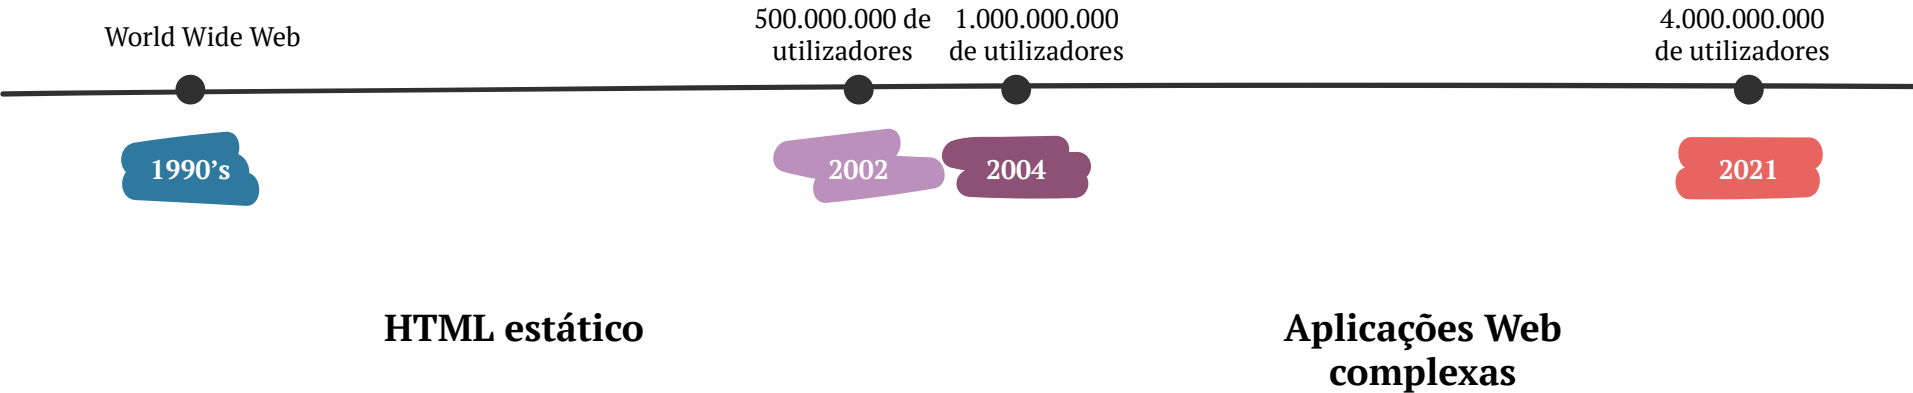 World Wide Web
500.000.000 de
utilizadores
1.000.000.000
de utilizadores
4.000.000.000
de utilizadores
1990’s
2002
2004
2021
HTML estático
Aplicações Web
complexas